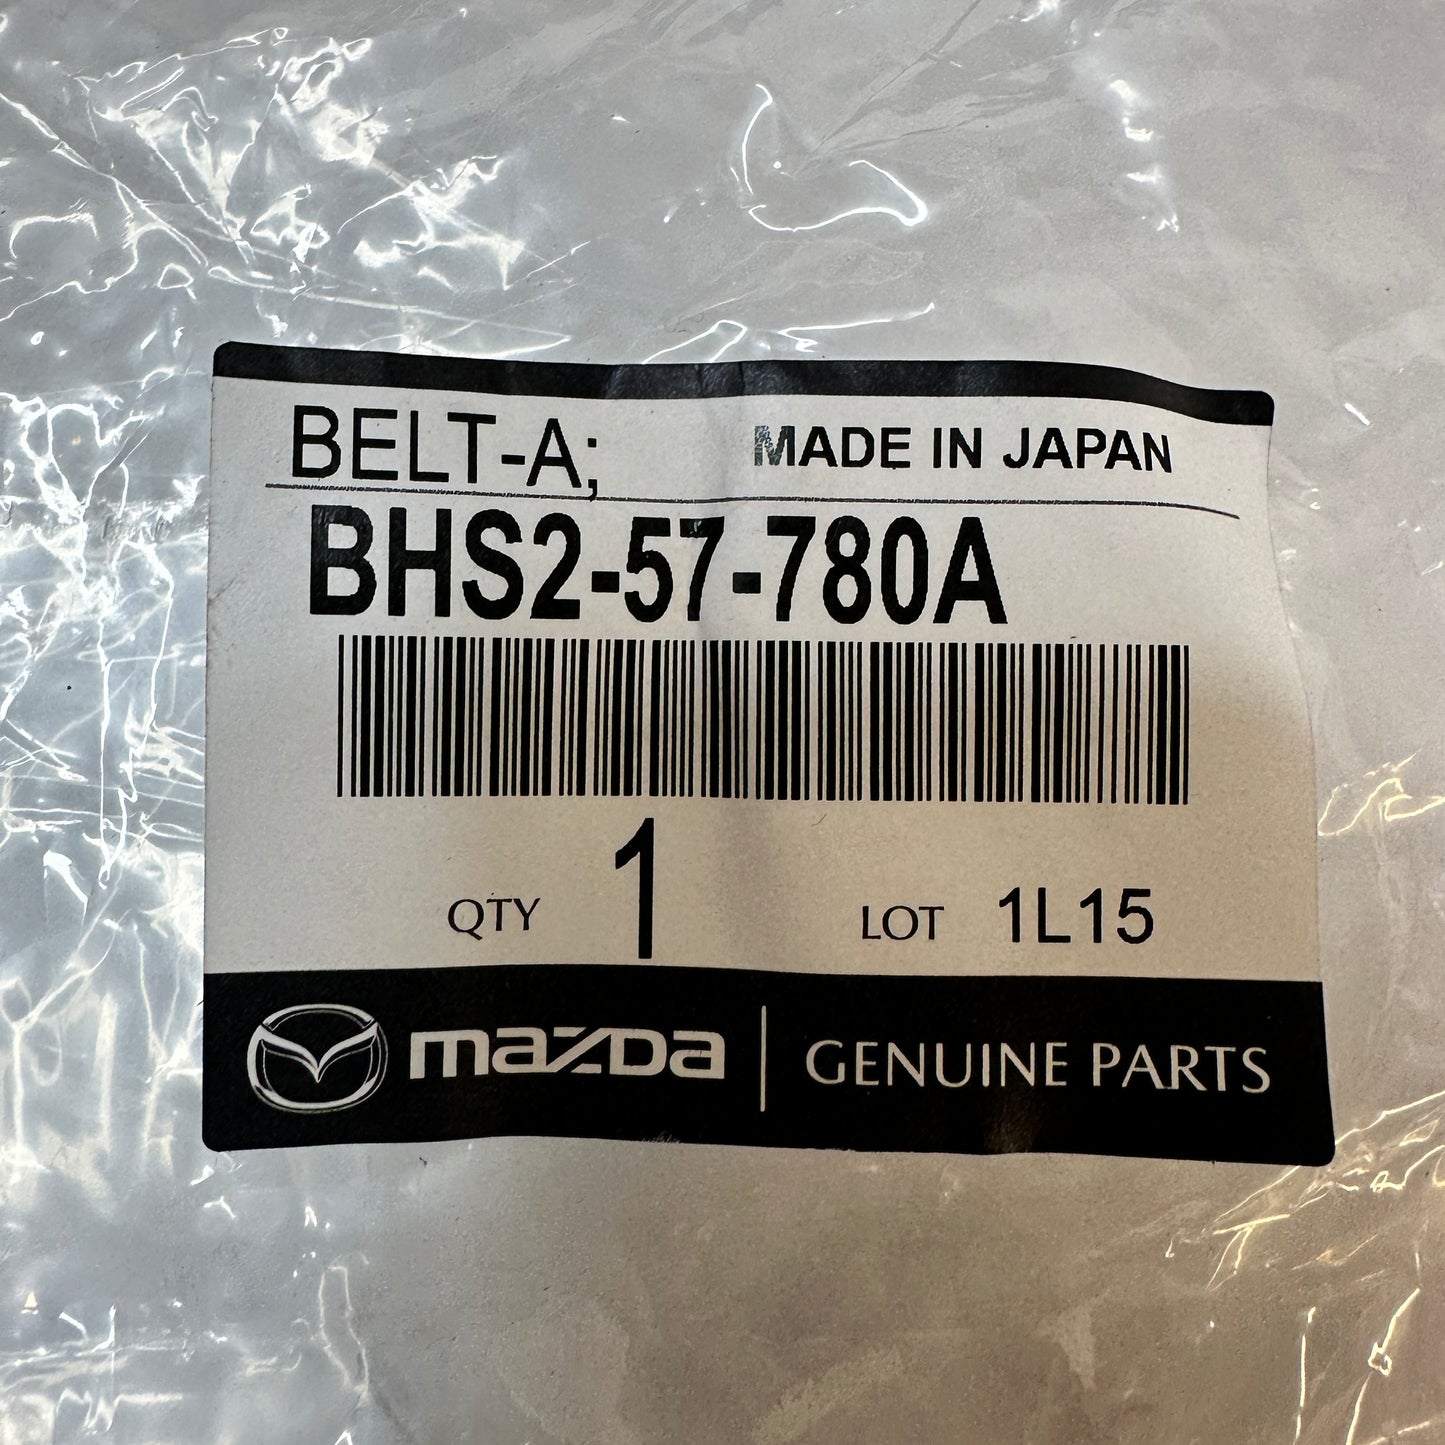 BELT-A; MADE IN JAPAN
BHS2-57-780A
QTY 1 LOT 1L15
mazda GENUINE PARTS